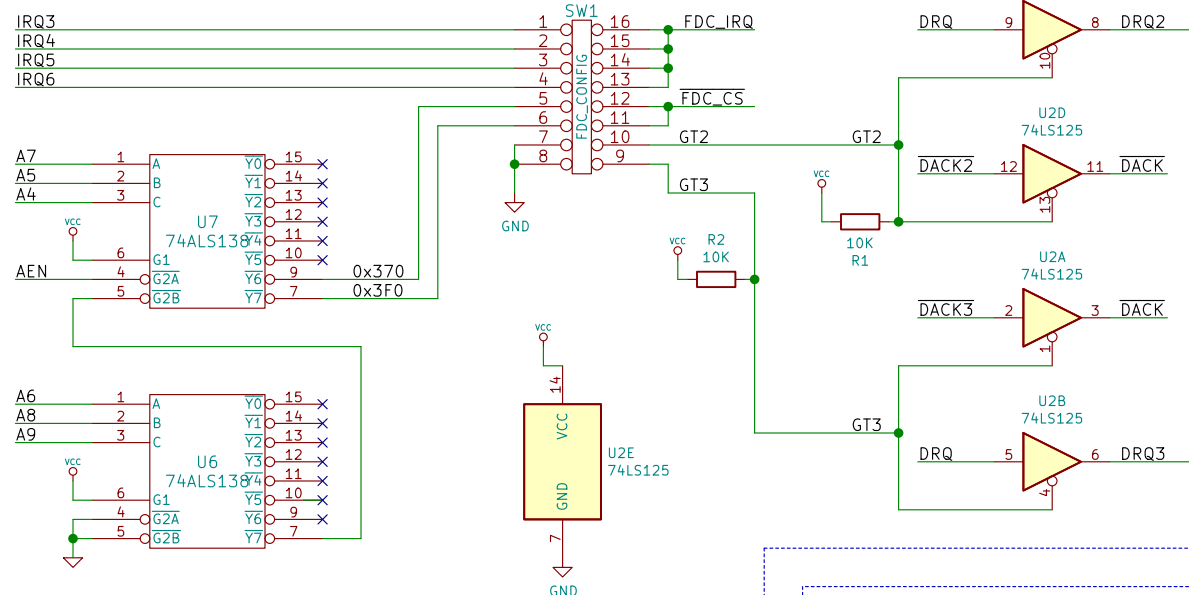 IRQ3
IRQ4
IRQ5
IRQ6
SW1
FDC_CONFIG
1
2
3
4
5
6
7
8
16
15
14
13
12
11
10
9
FDC_IRQ
FDC_CS
GT2
GT2
GT3
GND
DRQ
9
8
DRQ2
10
U2D
74LS125
DACK2
12
11
DACK
13
vcc
10K
R1
vcc
R2
10K
U2A
74LS125
DACK3
2
3
DACK
1
GT3
U2B
74LS125
DRQ
5
6
DRQ3
4
A7
A5
A4
vcc
AEN
1
2
3
6
4
5
A
B
C
G1
G2A
G2B
U7
74ALS138
Y0
Y1
Y2
Y3
Y4
Y5
Y6
Y7
15
14
13
12
11
10
9
7
0x370
0x3F0
A6
A8
A9
vcc
1
2
3
6
4
5
A
B
C
G1
G2A
G2B
U6
74ALS138
Y0
Y1
Y2
Y3
Y4
Y5
Y6
Y7
15
14
13
12
11
10
9
7
vcc
14
VCC
GND
U2E
74LS125
7
GND